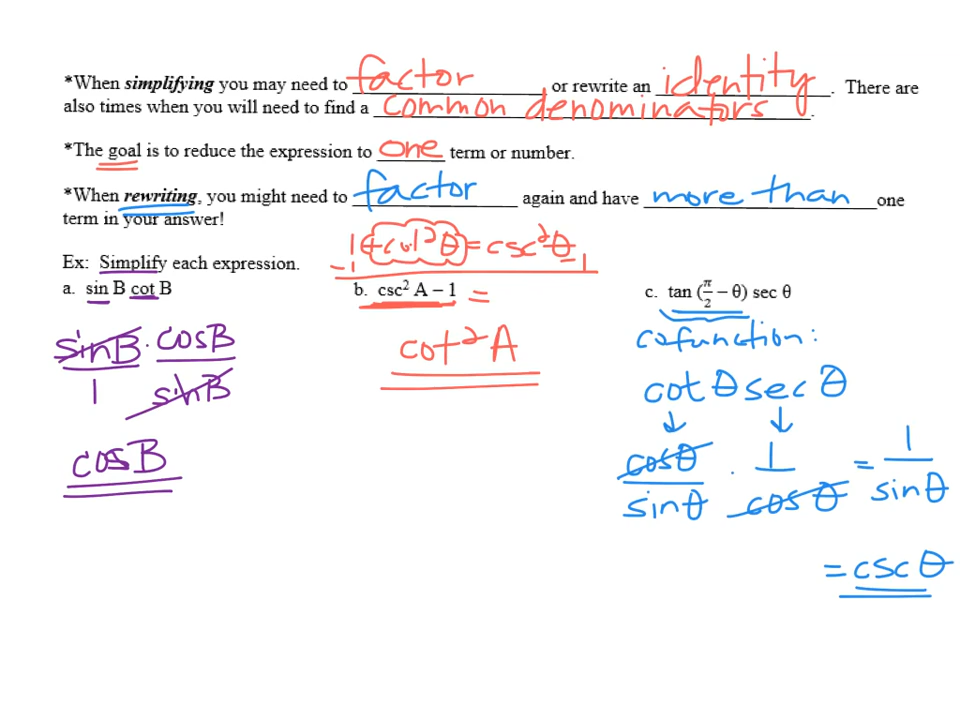 *When simplifying you may need to factor, or rewrite an identity. There are
also times when you will need to find a common denominators.
*The goal is to reduce the expression to one term or number.
*When rewriting, you might need to factor again and have more than one
term in your answer!
1+cot²θ = csc²θ
-1 -1
Ex: Simplify each expression.
a. sin B cot B
b. csc² A – 1 =
c. tan (π/2 – θ) sec θ
sinB/1 · cosB/sinB
cosB
cot²A
cofunction:
cot θ sec θ
↓ ↓
cosθ/sinθ · 1/cosθ = 1/sinθ
= csc θ